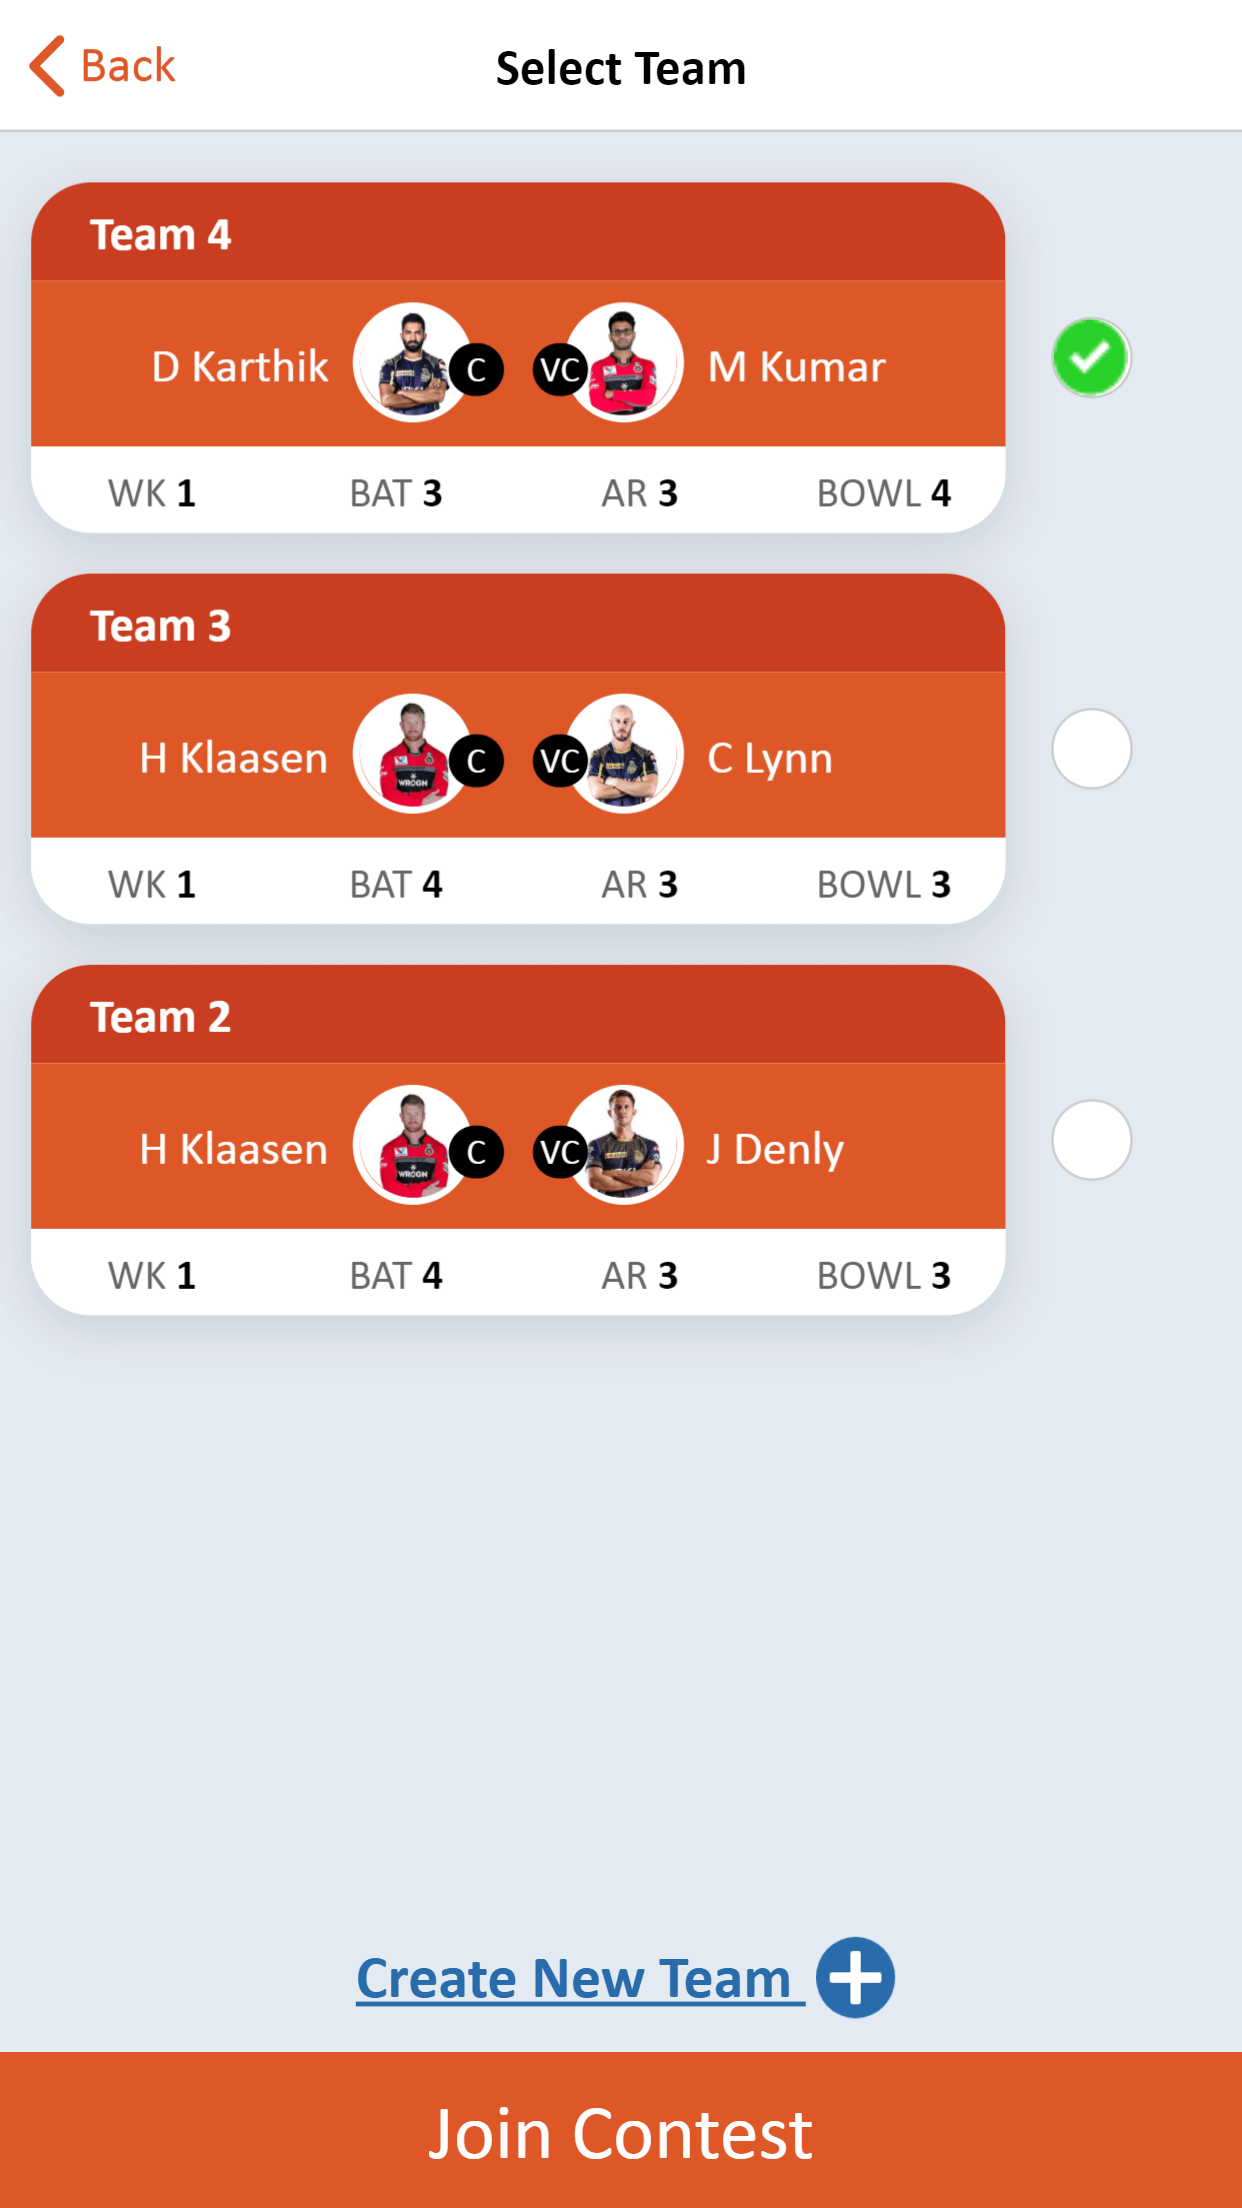 Back
Select Team
Team 4
D Karthik C VC M Kumar
WK 1 BAT 3 AR 3 BOWL 4
Team 3
H Klaasen WROGN C VC C Lynn
WK 1 BAT 4 AR 3 BOWL 3
Team 2
H Klaasen WROGN C VC J Denly
WK 1 BAT 4 AR 3 BOWL 3
Create New Team
Join Contest